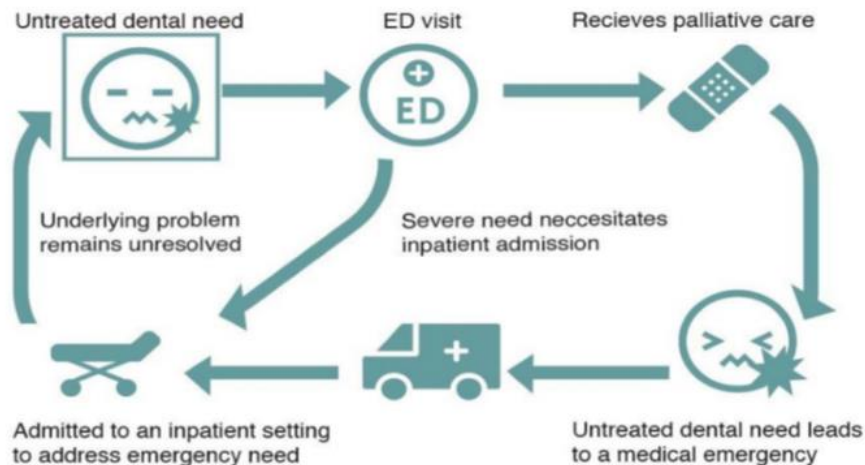 Untreated dental need
ED visit
Recieves palliative care
ED
Underlying problem
remains unresolved
Severe need neccesitates
inpatient admission
Admitted to an inpatient setting
to address emergency need
Untreated dental need leads
to a medical emergency